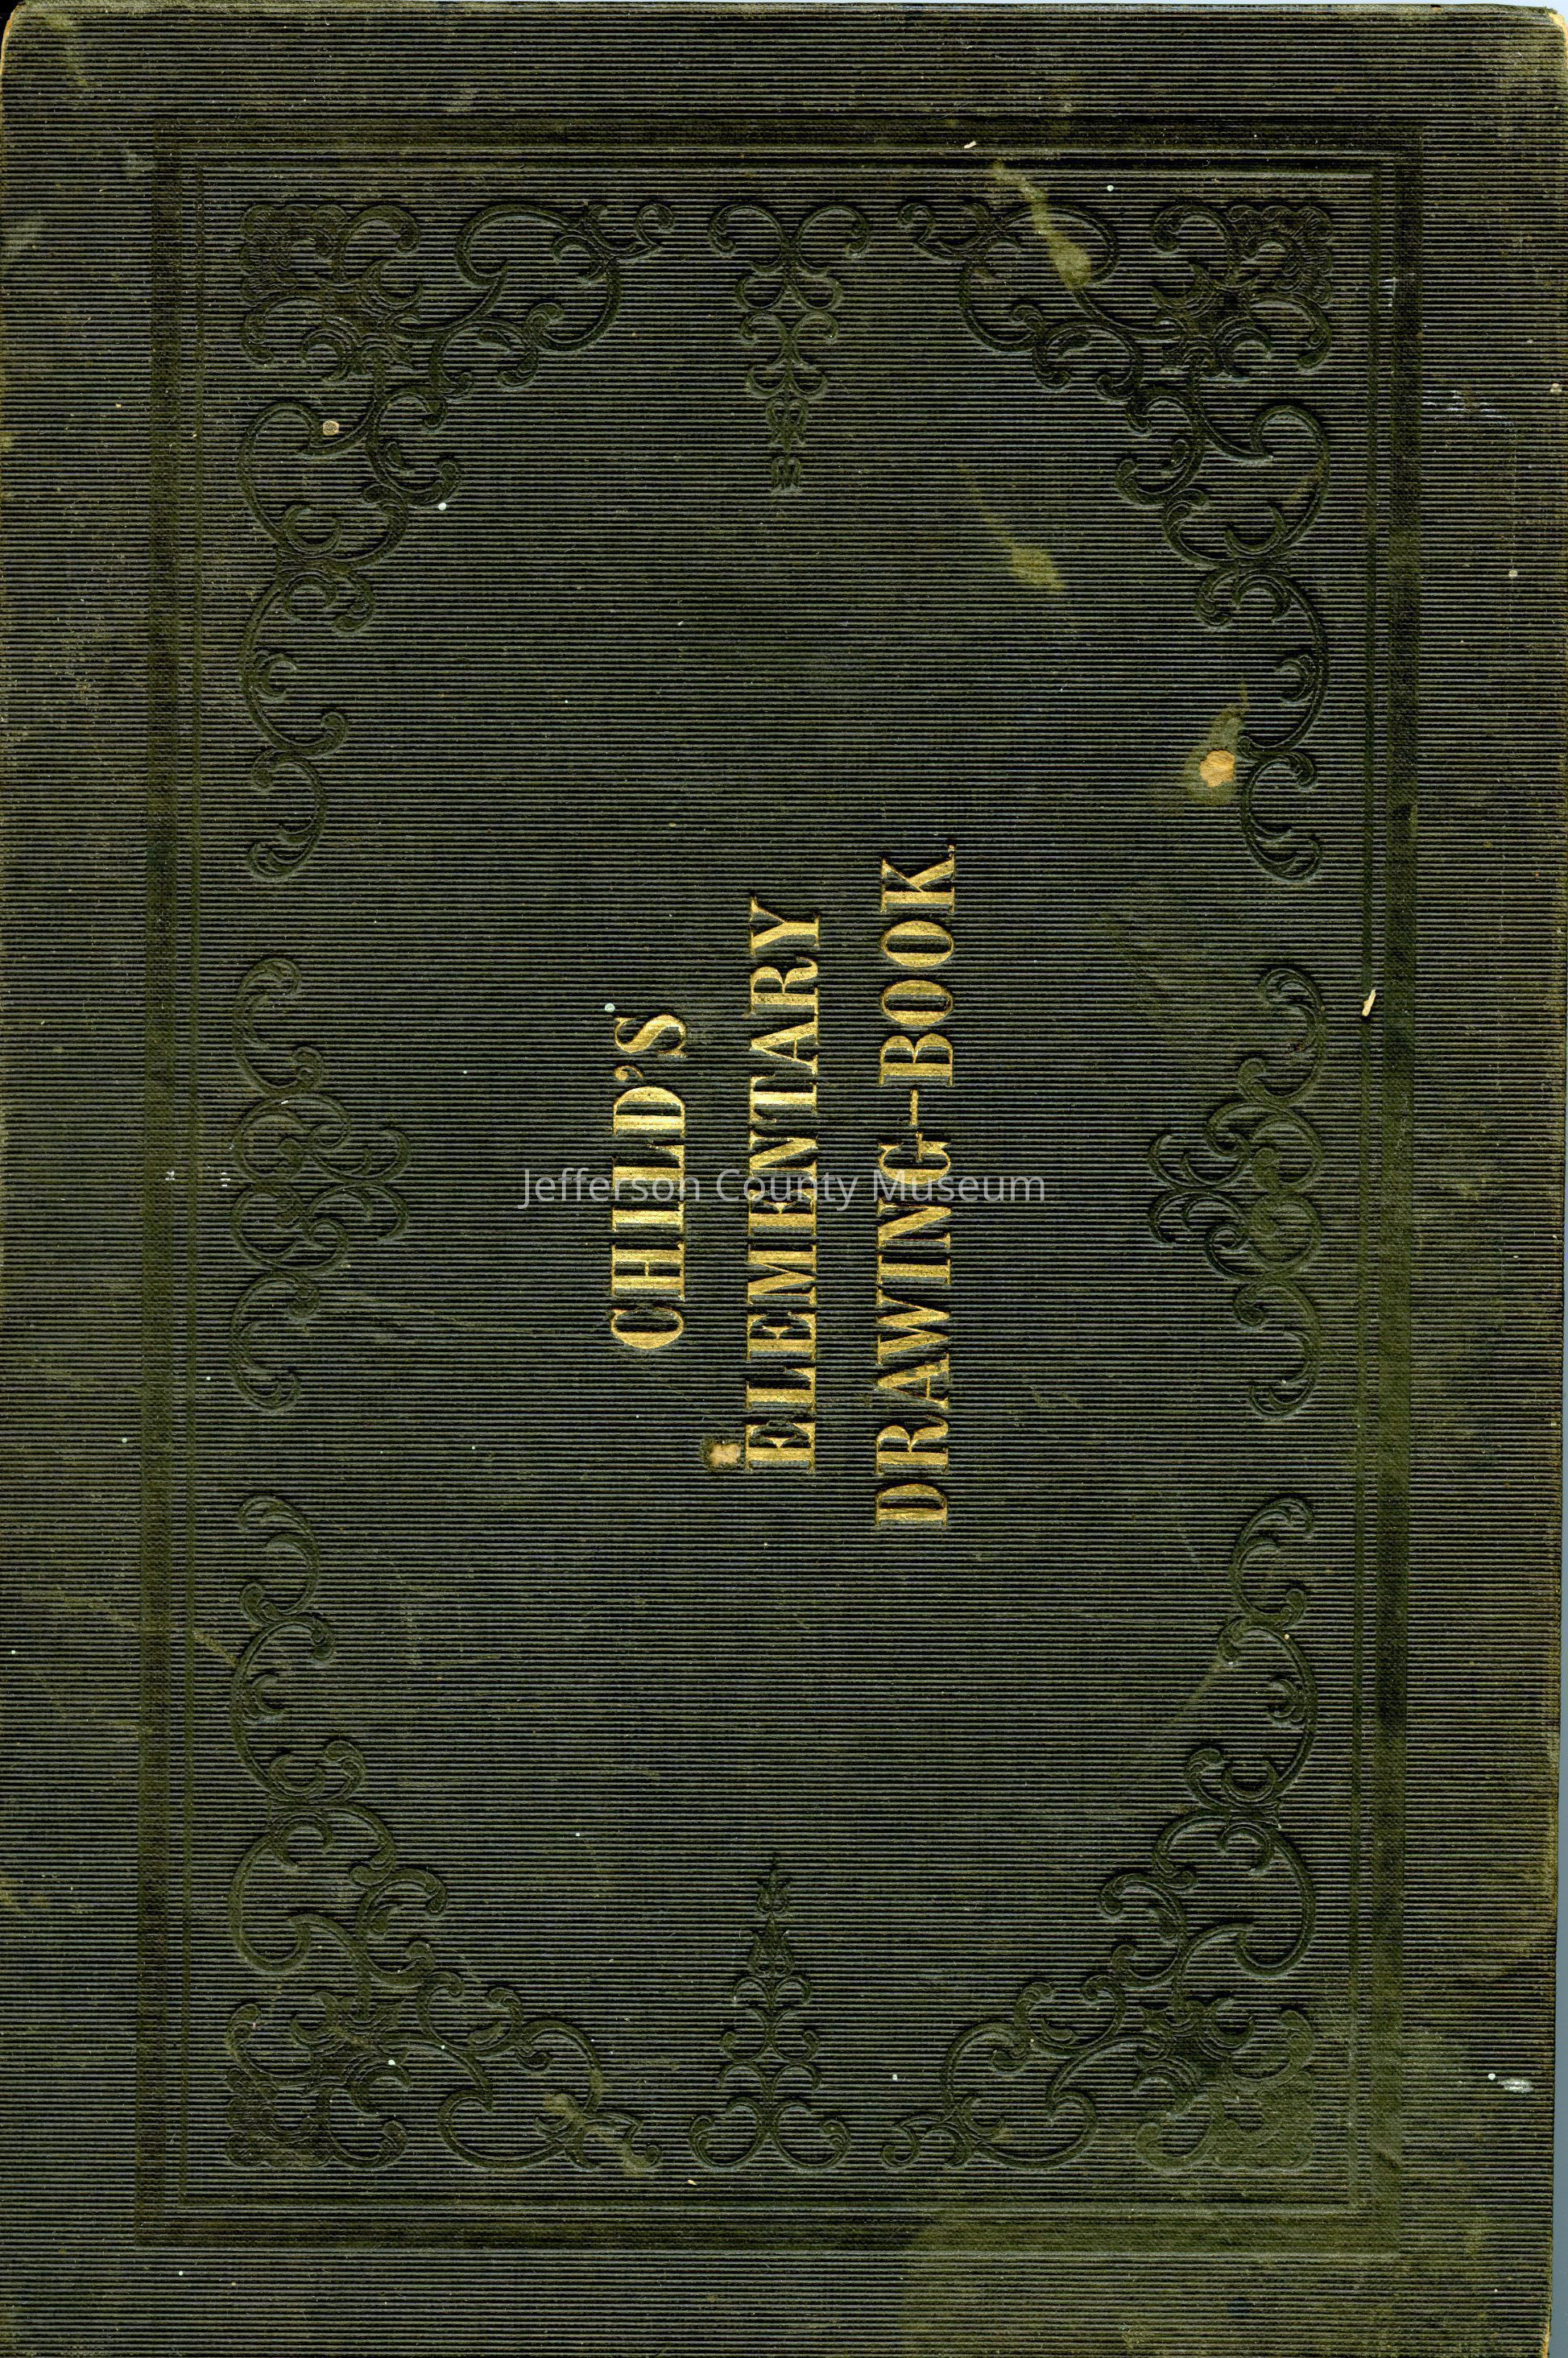 CHILD'S
ELEMENTARY
DRAWING-BOOK.
Jefferson County Museum